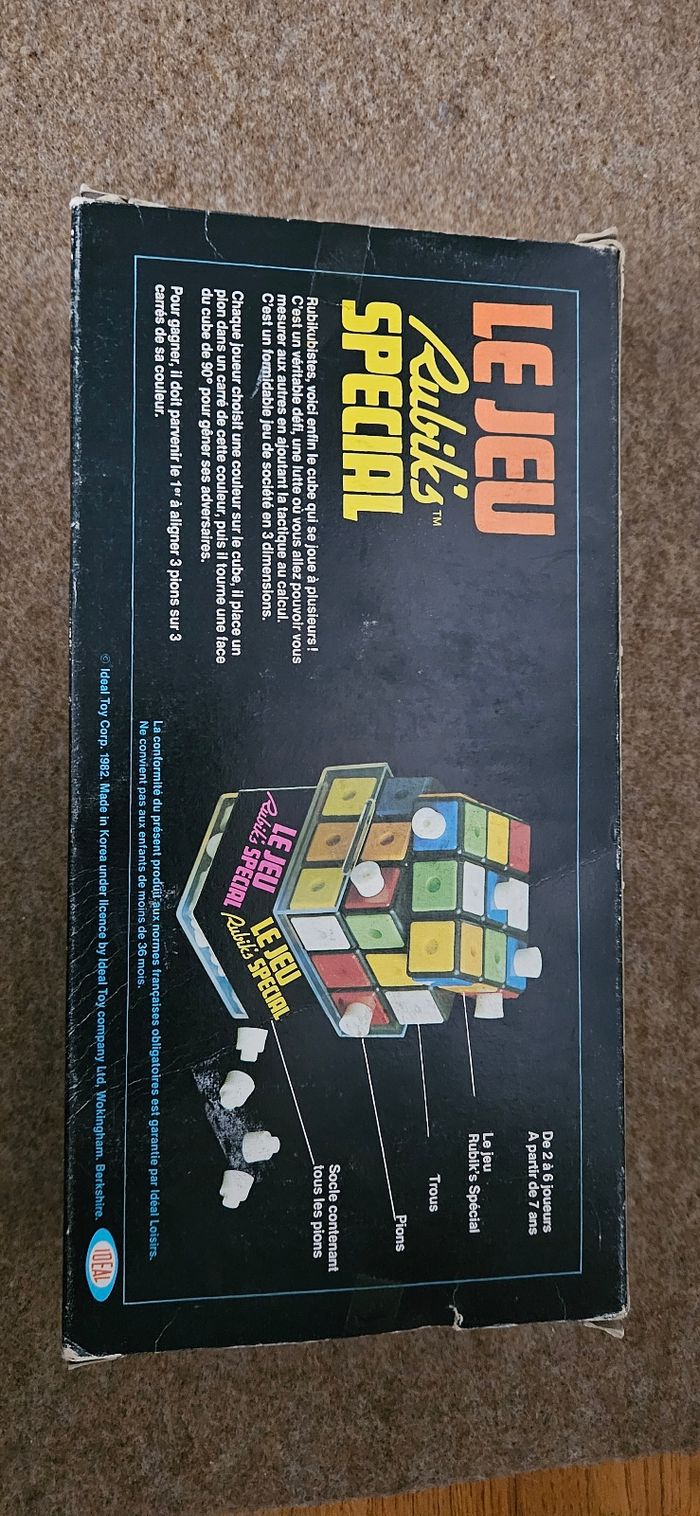 LE JEU
Rubik's™
SPECIAL
Rubikubistes, voici enfin le cube qui se joue à plusieurs!
C'est un véritable défi, une lutte où vous allez pouvoir vous
mesurer aux autres en ajoutant la tactique au calcul.
C'est un formidable jeu de société en 3 dimensions.
Chaque joueur choisit une couleur sur le cube, il place un
pion dans un carré de cette couleur, puis il tourne une face
du cube de 90° pour gêner ses adversaires.
Pour gagner, il doit parvenir le 1er à aligner 3 pions sur 3
carrés de sa couleur.
De 2 à 6 joueurs
A partir de 7 ans
Le jeu
Rubik's Spécial
Trous
Pions
Socle contenant
tous les pions
LE JEU
Rubik's SPECIAL
LE JEU
Rubik's SPECIAL
La conformité du présent produit aux normes françaises obligatoires est garantie par Idéal Loisirs.
Ne convient pas aux enfants de moins de 36 mois.
© Ideal Toy Corp. 1982. Made in Korea under licence by Ideal Toy company Ltd, Wokingham. Berkshire.
IDEAL